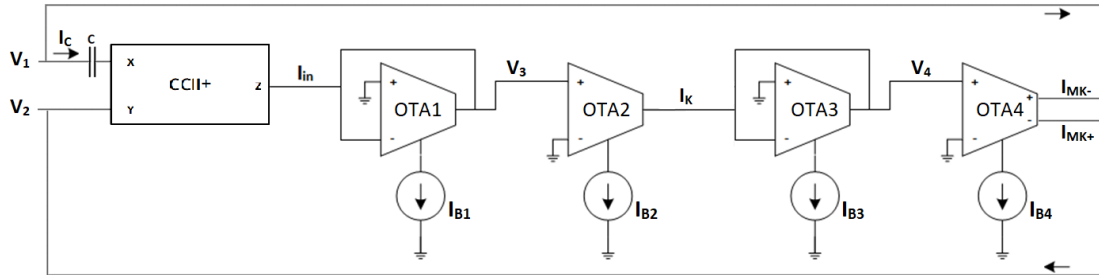 I_C
C
V_1
X
CCII+
Z
Y
V_2
I_in
+
OTA1
-
I_B1
V_3
+
OTA2
-
I_B2
I_K
+
OTA3
-
I_B3
V_4
+
OTA4
-
+
-
I_MK-
I_MK+
I_B4